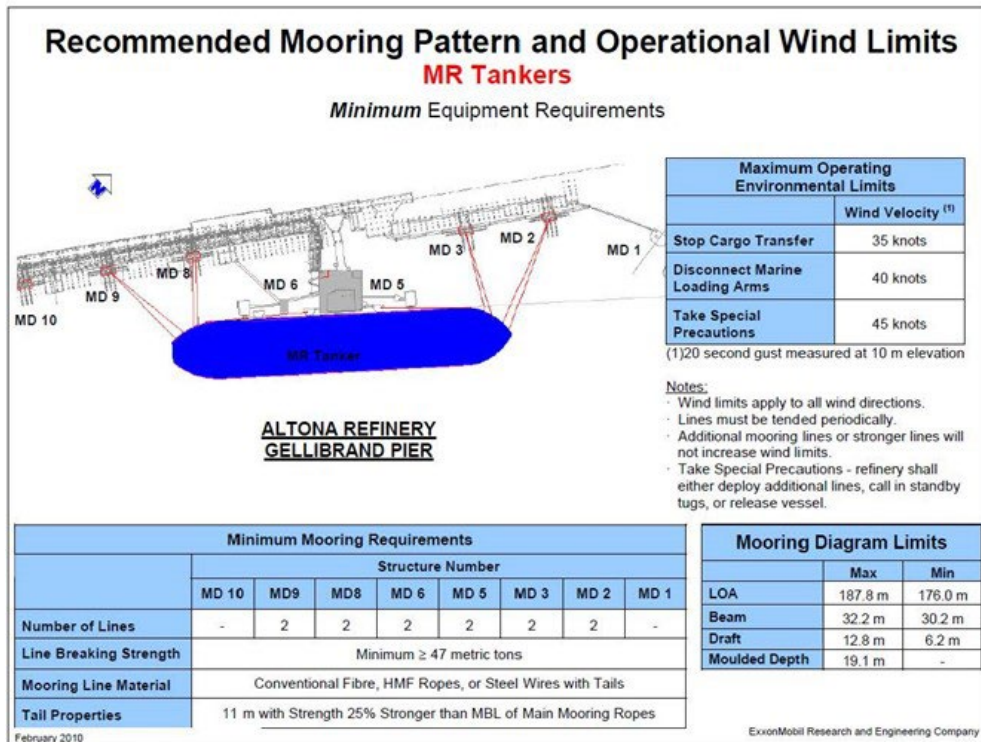 Recommended Mooring Pattern and Operational Wind Limits
MR Tankers
Minimum Equipment Requirements
Maximum Operating
Environmental Limits
Wind Velocity (1)
Stop Cargo Transfer 35 knots
Disconnect Marine
Loading Arms 40 knots
Take Special
Precautions 45 knots
(1)20 second gust measured at 10 m elevation
MD 10
MD 9
MD 8
MD 6
MD 5
MD 3
MD 2
MD 1
MR Tanker
ALTONA REFINERY
GELLIBRAND PIER
Notes:
· Wind limits apply to all wind directions.
· Lines must be tended periodically.
· Additional mooring lines or stronger lines will
not increase wind limits.
· Take Special Precautions - refinery shall
either deploy additional lines, call in standby
tugs, or release vessel.
Minimum Mooring Requirements
Structure Number
MD 10 MD9 MD8 MD 6 MD 5 MD 3 MD 2 MD 1
Number of Lines - 2 2 2 2 2 2 -
Line Breaking Strength Minimum ≥ 47 metric tons
Mooring Line Material Conventional Fibre, HMF Ropes, or Steel Wires with Tails
Tail Properties 11 m with Strength 25% Stronger than MBL of Main Mooring Ropes
Mooring Diagram Limits
Max Min
LOA 187.8 m 176.0 m
Beam 32.2 m 30.2 m
Draft 12.8 m 6.2 m
Moulded Depth 19.1 m -
February 2010
ExxonMobil Research and Engineering Company